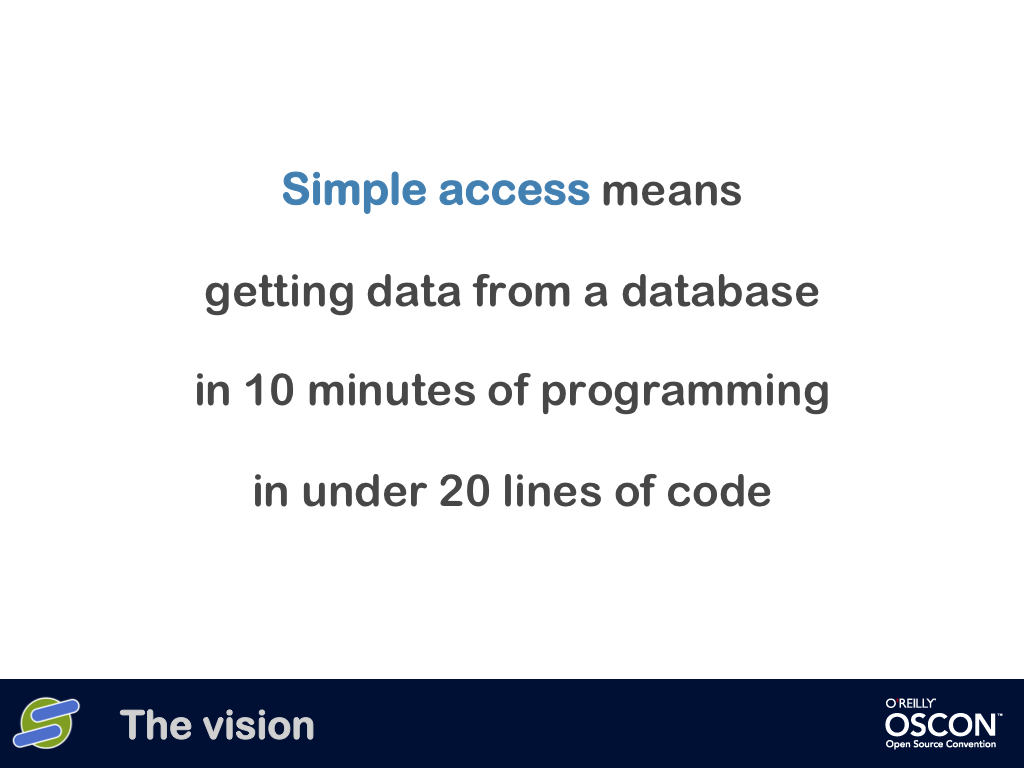 Simple access means
getting data from a database
in 10 minutes of programming
in under 20 lines of code
The vision
O REILLY
OSCON™
Open Source Convention